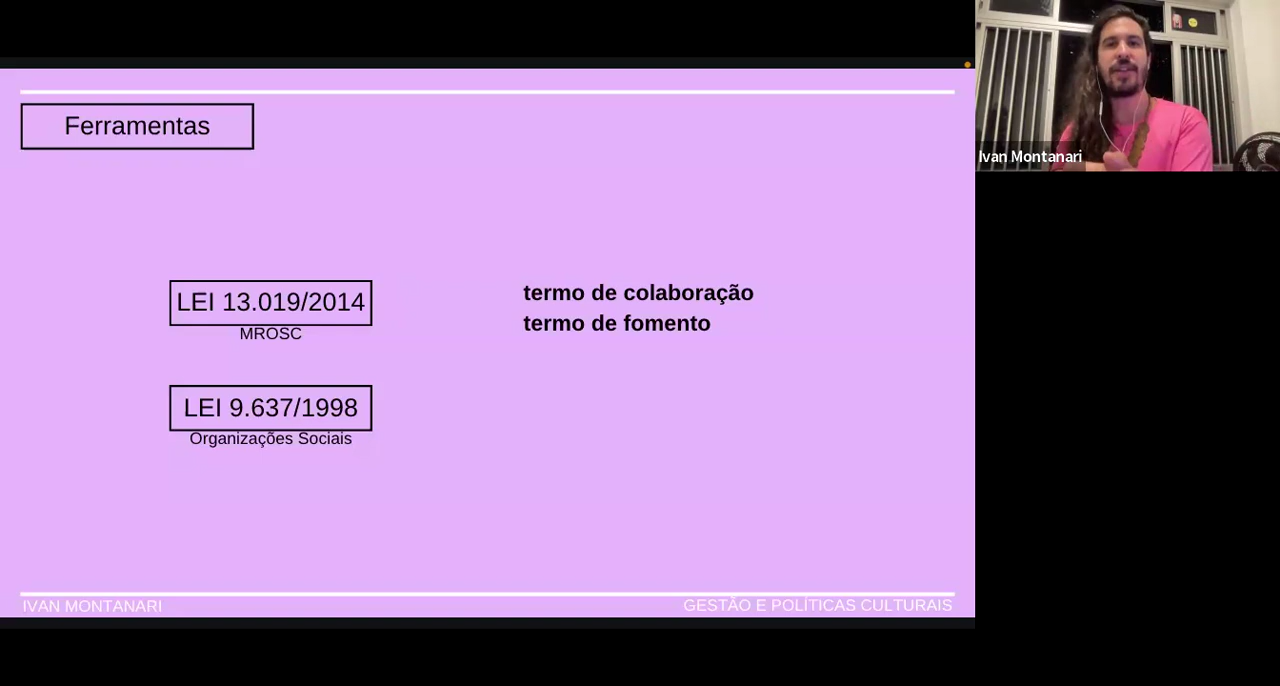 Ferramentas
LEI 13.019/2014
MROSC
termo de colaboração
termo de fomento
LEI 9.637/1998
Organizações Sociais
IVAN MONTANARI
GESTÃO E POLÍTICAS CULTURAIS
Ivan Montanari